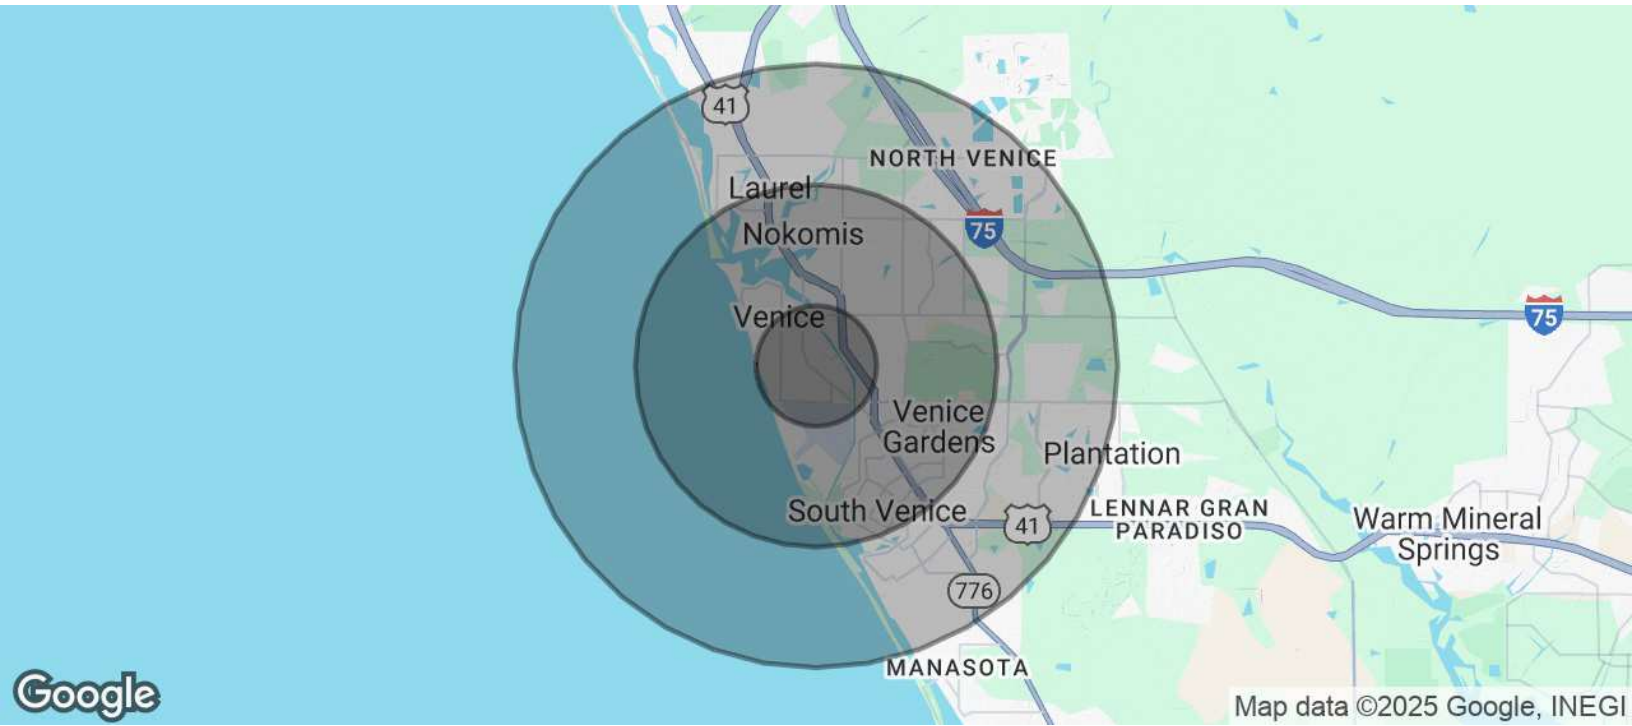 41
NORTH VENICE
Laurel
75
Nokomis
75
Venice
Venice
Gardens
Plantation
South Venice
41
LENNAR GRAN
PARADISO
Warm Mineral
Springs
776
MANASOTA
Google
Map data ©2025 Google, INEGI